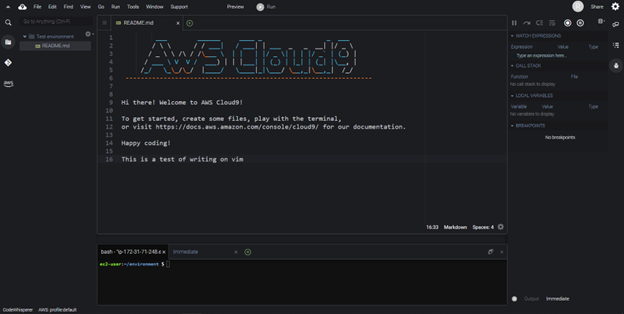 File Edit Find View Go Run Tools Window Support Preview Run Share
Go to Anything (Ctrl-P)
README.md
Test environment
README.md
aws
1
2
3
4
5
6
7
8
9 Hi there! Welcome to AWS Cloud9!
10
11 To get started, create some files, play with the terminal,
12 or visit https://docs.aws.amazon.com/console/cloud9/ for our documentation.
13
14 Happy coding!
15
16 This is a test of writing on vim
16:33 Markdown Spaces: 4
bash - "ip-172-31-71-248.e
Immediate
ec2-user:~/environment $
WATCH EXPRESSIONS
Expression Value Type
Type an expression here...
CALL STACK
Function File
No call stack to display
LOCAL VARIABLES
Variable Value Type
No variables to display
BREAKPOINTS
No breakpoints
Output Immediate
CodeWhisperer AWS: profile:default